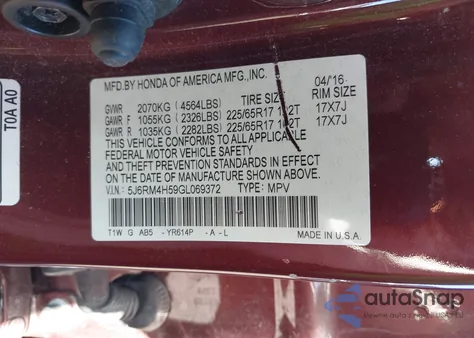 T0A A0
MFD.BY HONDA OF AMERICA MFG.,INC. 04/16
GVWR 2070KG (4564LBS) TIRE SIZE RIM SIZE
GAWR F 1055KG (2326LBS) 225/65R17 102T 17X7J
GAWR R 1035KG (2282LBS) 225/65R17 102T 17X7J
THIS VEHICLE CONFORMS TO ALL APPLICABLE
FEDERAL MOTOR VEHICLE SAFETY
AND THEFT PREVENTION STANDARDS IN EFFECT
ON THE DATE OF MANUFACTURE SHOWN ABOVE.
5J6RM4H59GL069372 TYPE: MPV
T1W G AB5 -YR614P -A-L MADE IN U.S.A.
autoSnap